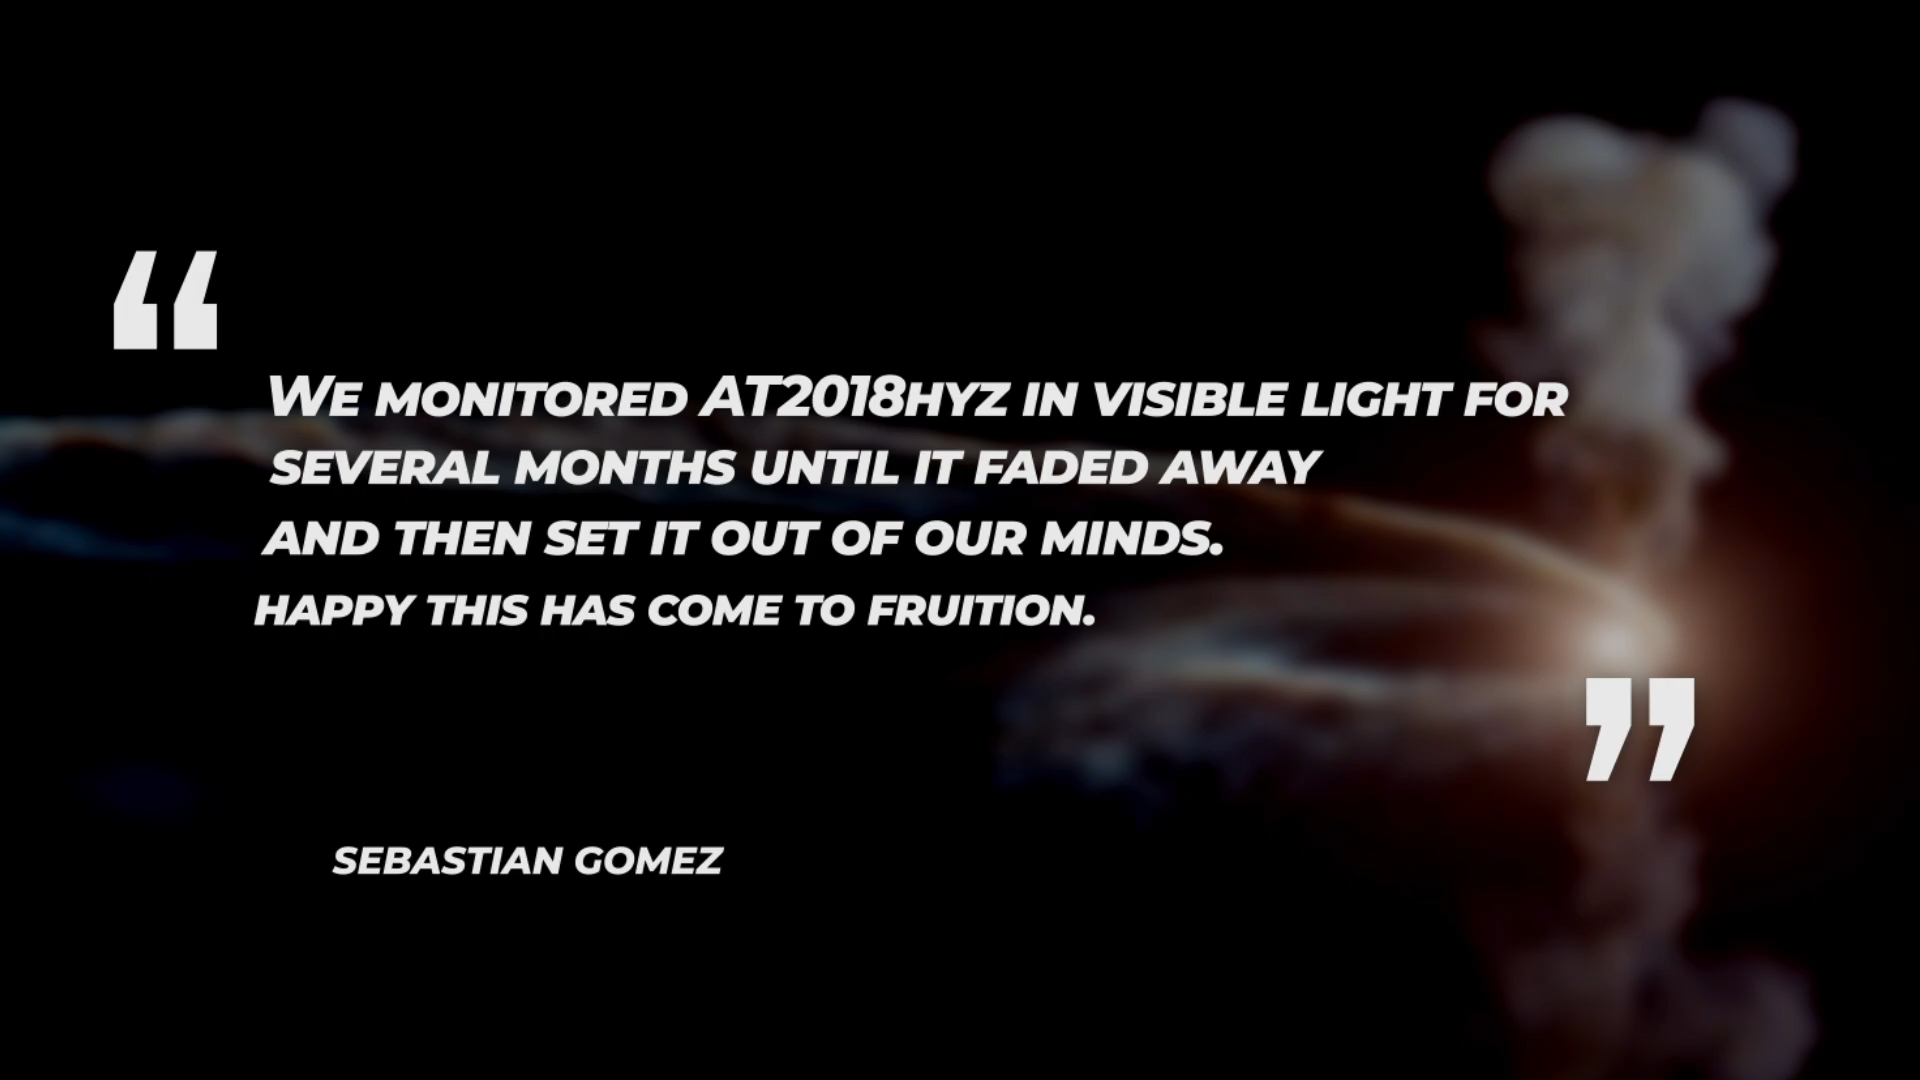 “
We monitored AT2018hyz in visible light for
several months until it faded away
and then set it out of our minds.
happy this has come to fruition.
”
Sebastian Gomez